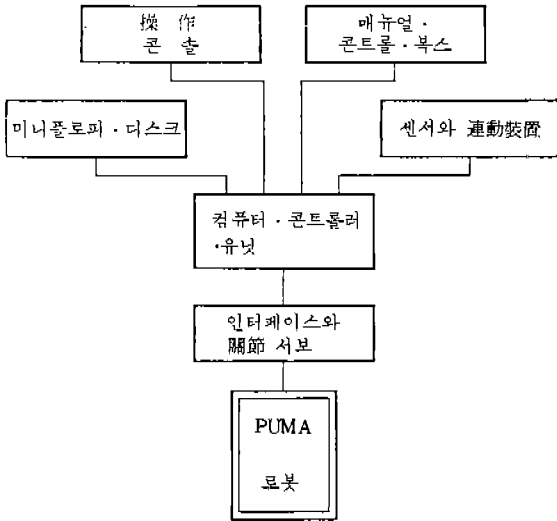 操 作
콘 솔
매뉴얼·
콘트롤·복스
미니플로피·디스크
센서와 連動裝置
컴퓨터·콘트롤러
·유닛
인터페이스와
關節 서보
PUMA
로봇